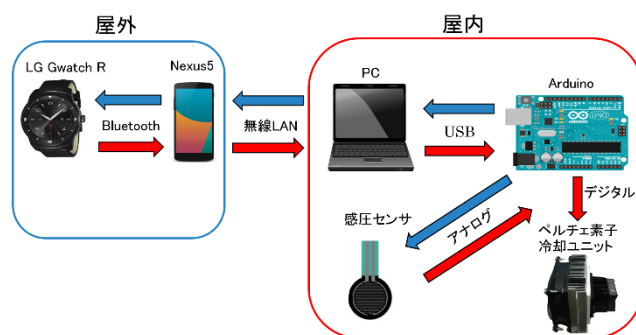 屋外
屋内
LG Gwatch R
Nexus5
PC
Arduino
Bluetooth
無線LAN
USB
デジタル
感圧センサ
アナログ
ペルチェ素子
冷却ユニット
UNO